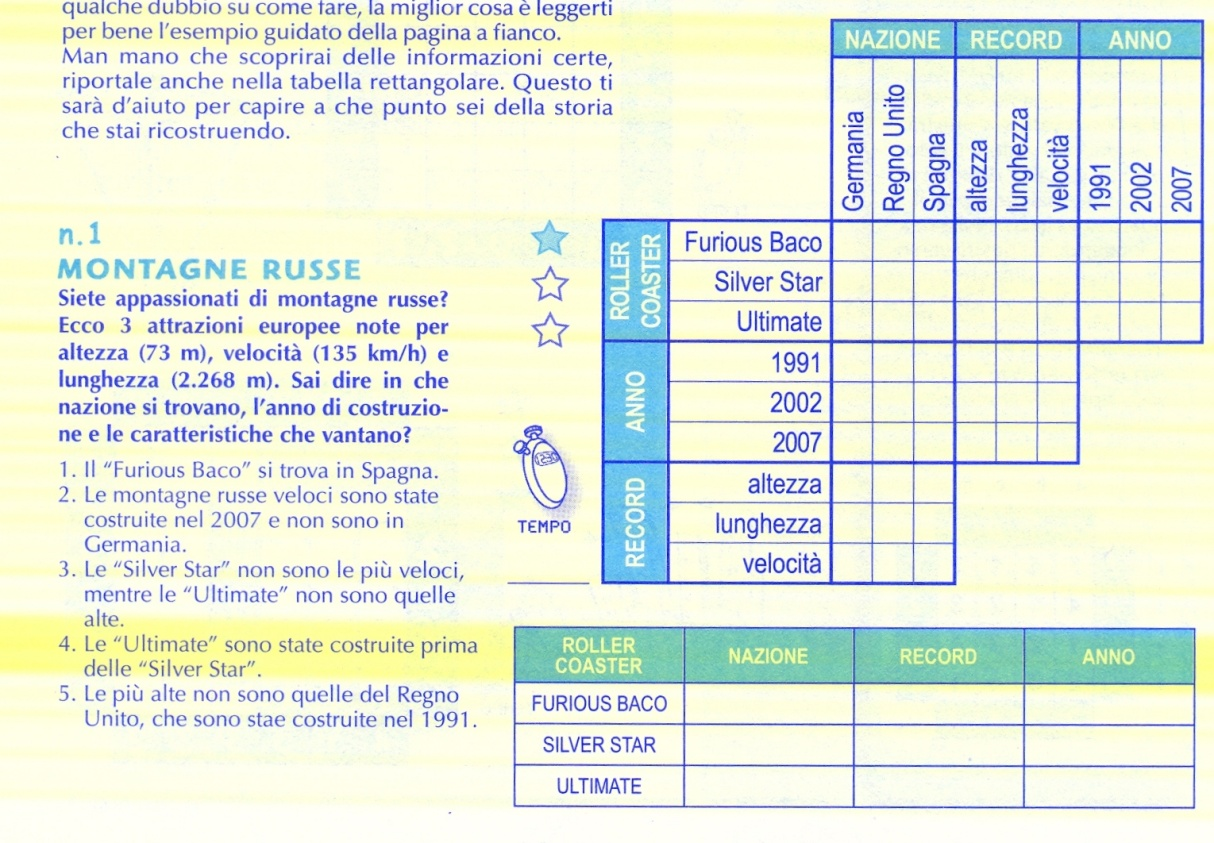 qualche dubbio su come fare, la miglior cosa è leggerti
per bene l'esempio guidato della pagina a fianco.
Man mano che scoprirai delle informazioni certe,
riportale anche nella tabella rettangolare. Questo ti
sarà d'aiuto per capire a che punto sei della storia
che stai ricostruendo.
n.1
MONTAGNE RUSSE
Siete appassionati di montagne russe?
Ecco 3 attrazioni europee note per
altezza (73 m), velocità (135 km/h) e
lunghezza (2.268 m). Sai dire in che
nazione si trovano, l'anno di costruzio-
ne e le caratteristiche che vantano?
1. Il "Furious Baco" si trova in Spagna.
2. Le montagne russe veloci sono state
costruite nel 2007 e non sono in
Germania.
3. Le "Silver Star" non sono le più veloci,
mentre le "Ultimate" non sono quelle
alte.
4. Le "Ultimate" sono state costruite prima
delle "Silver Star".
5. Le più alte non sono quelle del Regno
Unito, che sono stae costruite nel 1991.
TEMPO
NAZIONE RECORD ANNO
Germania
Regno Unito
Spagna
altezza
lunghezza
velocità
1991
2002
2007
ROLLER
COASTER
Furious Baco
Silver Star
Ultimate
ANNO
1991
2002
2007
RECORD
altezza
lunghezza
velocità
ROLLER
COASTER
NAZIONE
RECORD
ANNO
FURIOUS BACO
SILVER STAR
ULTIMATE